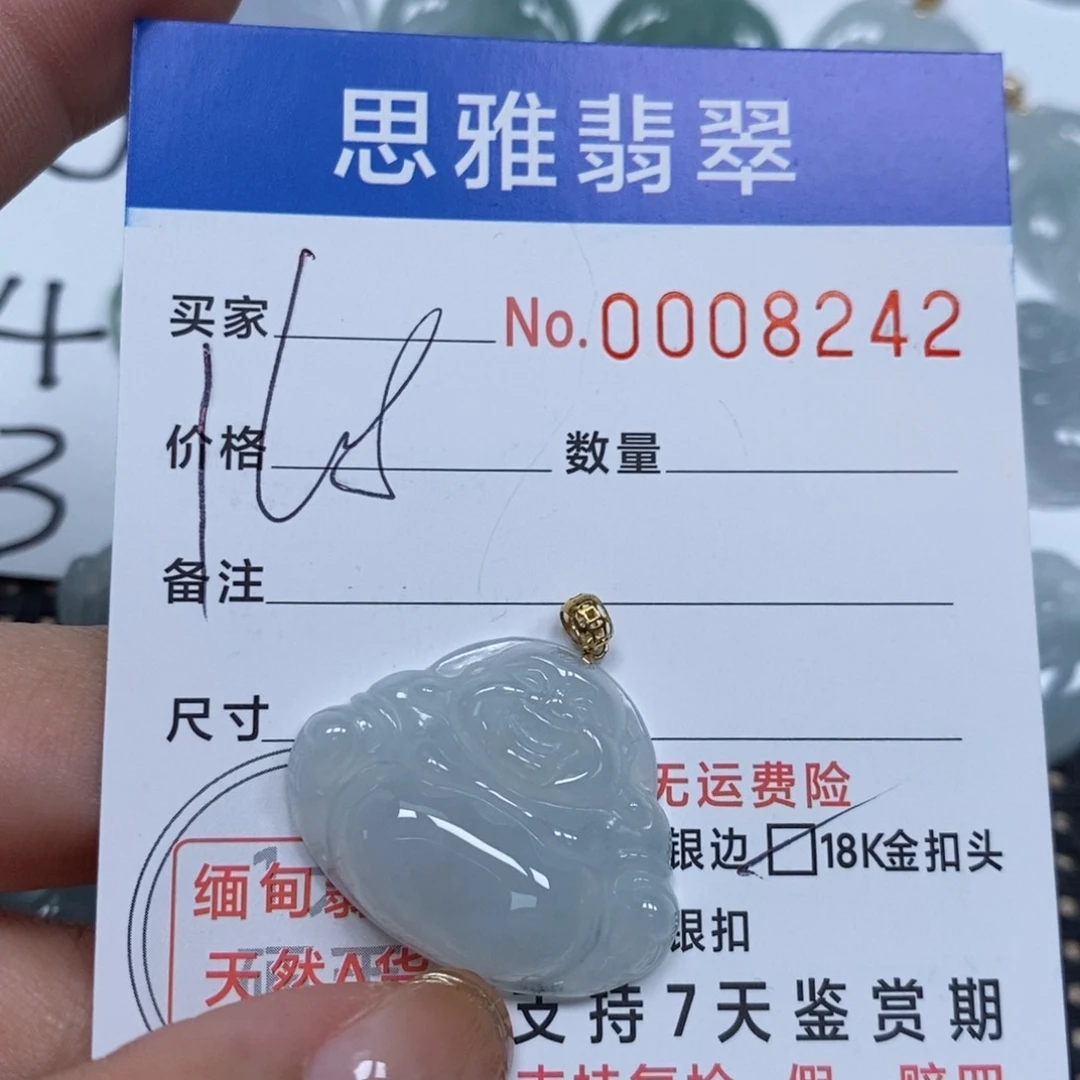 思雅翡翠
买家
No.0008242
价格
数量
备注
尺寸
无运费险
银边 18K金扣头
缅甸
银扣
天然A货
支持7天鉴赏期
4
3